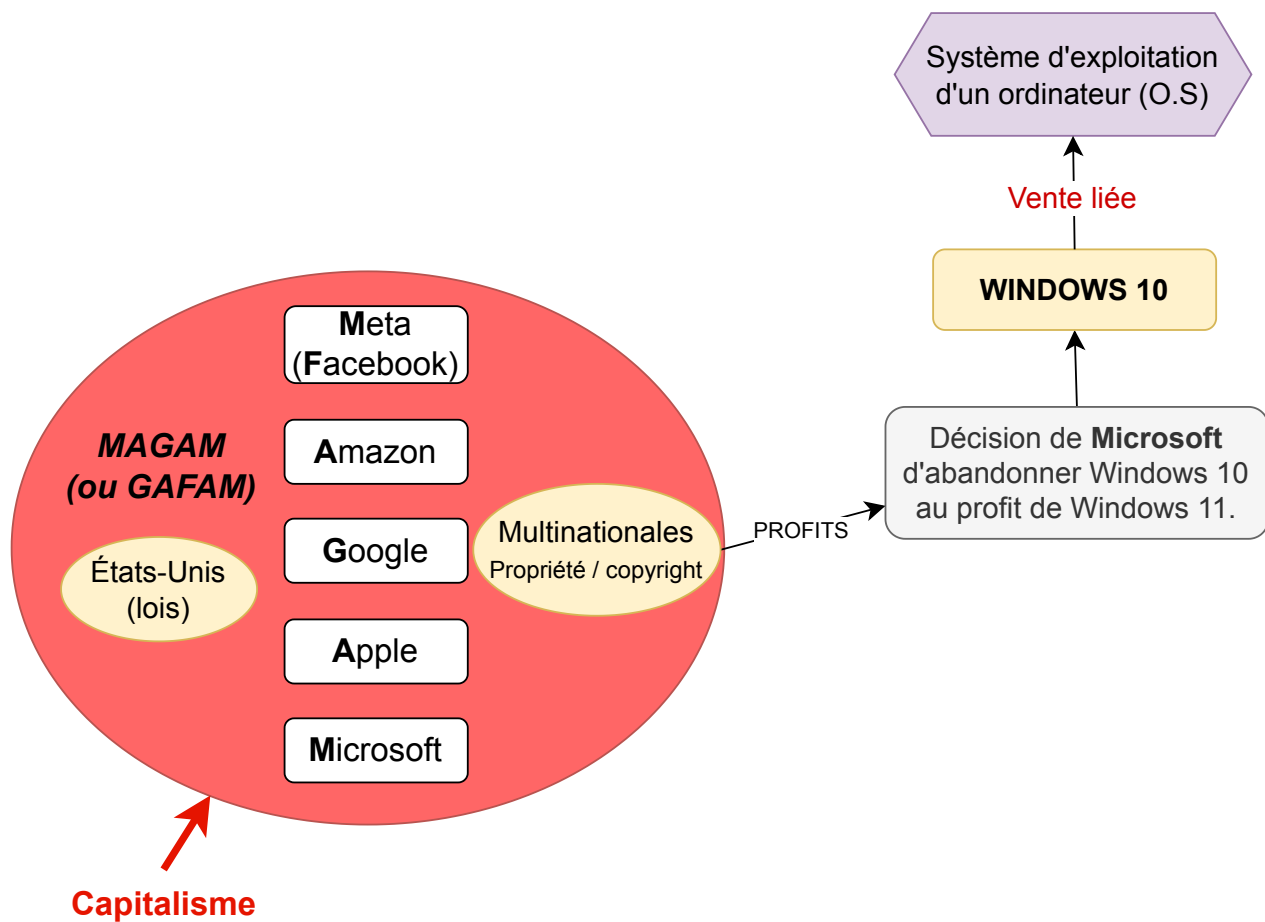 Système d'exploitation
d'un ordinateur (O.S)
Vente liée
WINDOWS 10
Décision de Microsoft
d'abandonner Windows 10
au profit de Windows 11.
PROFITS
Meta
(Facebook)
MAGAM
(ou GAFAM)
Amazon
Google
Multinationales
Propriété / copyright
États-Unis
(lois)
Apple
Microsoft
Capitalisme